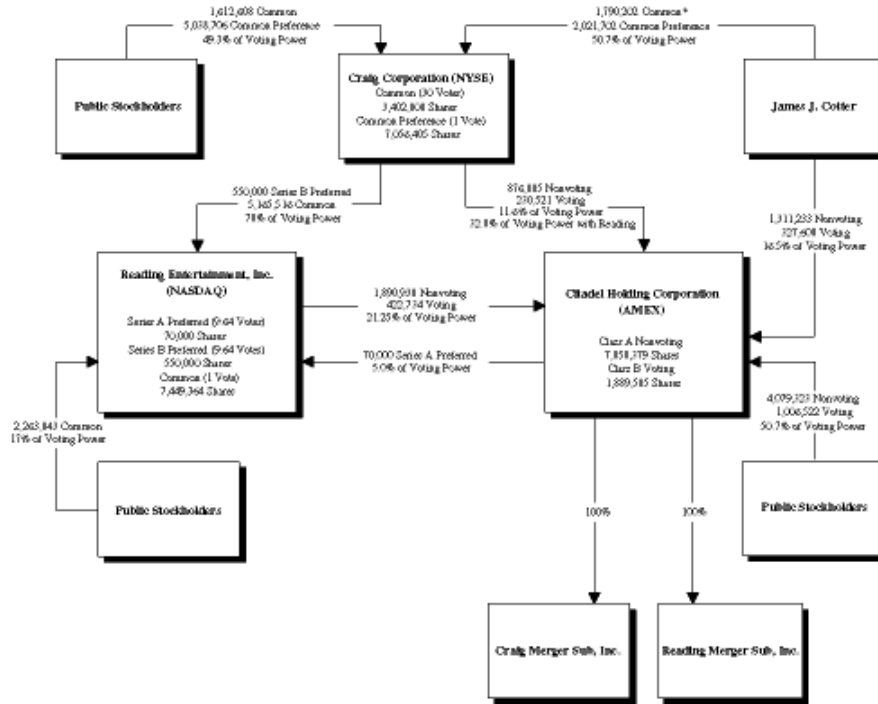 1,612,608 Common
5,038,706 Common Preference
49.3% of Voting Power
1,790,202 Common*
2,021,702 Common Preference
50.7% of Voting Power
Public Stockholders
Craig Corporation (NYSE)
Common (30 Votes)
3,402,808 Shares
Common Preference (1 Vote)
7,058,405 Shares
James J. Cotter
550,000 Series B Preferred
5,165,516 Common
78% of Voting Power
876,885 Nonvoting
230,521 Voting
11.6% of Voting Power
32.8% of Voting Power with Reading
1,311,233 Nonvoting
327,608 Voting
16.5% of Voting Power
Reading Entertainment, Inc.
(NASDAQ)
Series A Preferred (9.64 Votes)
70,000 Shares
Series B Preferred (9.64 Votes)
550,000 Shares
Common (1 Vote)
7,449,364 Shares
1,890,938 Nonvoting
422,734 Voting
21.25% of Voting Power
70,000 Series A Preferred
5.0% of Voting Power
Citadel Holding Corporation
(AMEX)
Class A Nonvoting
7,958,379 Shares
Class B Voting
1,989,585 Shares
2,263,843 Common
17% of Voting Power
4,079,323 Nonvoting
1,008,522 Voting
50.7% of Voting Power
Public Stockholders
100%
100%
Public Stockholders
Craig Merger Sub, Inc.
Reading Merger Sub, Inc.